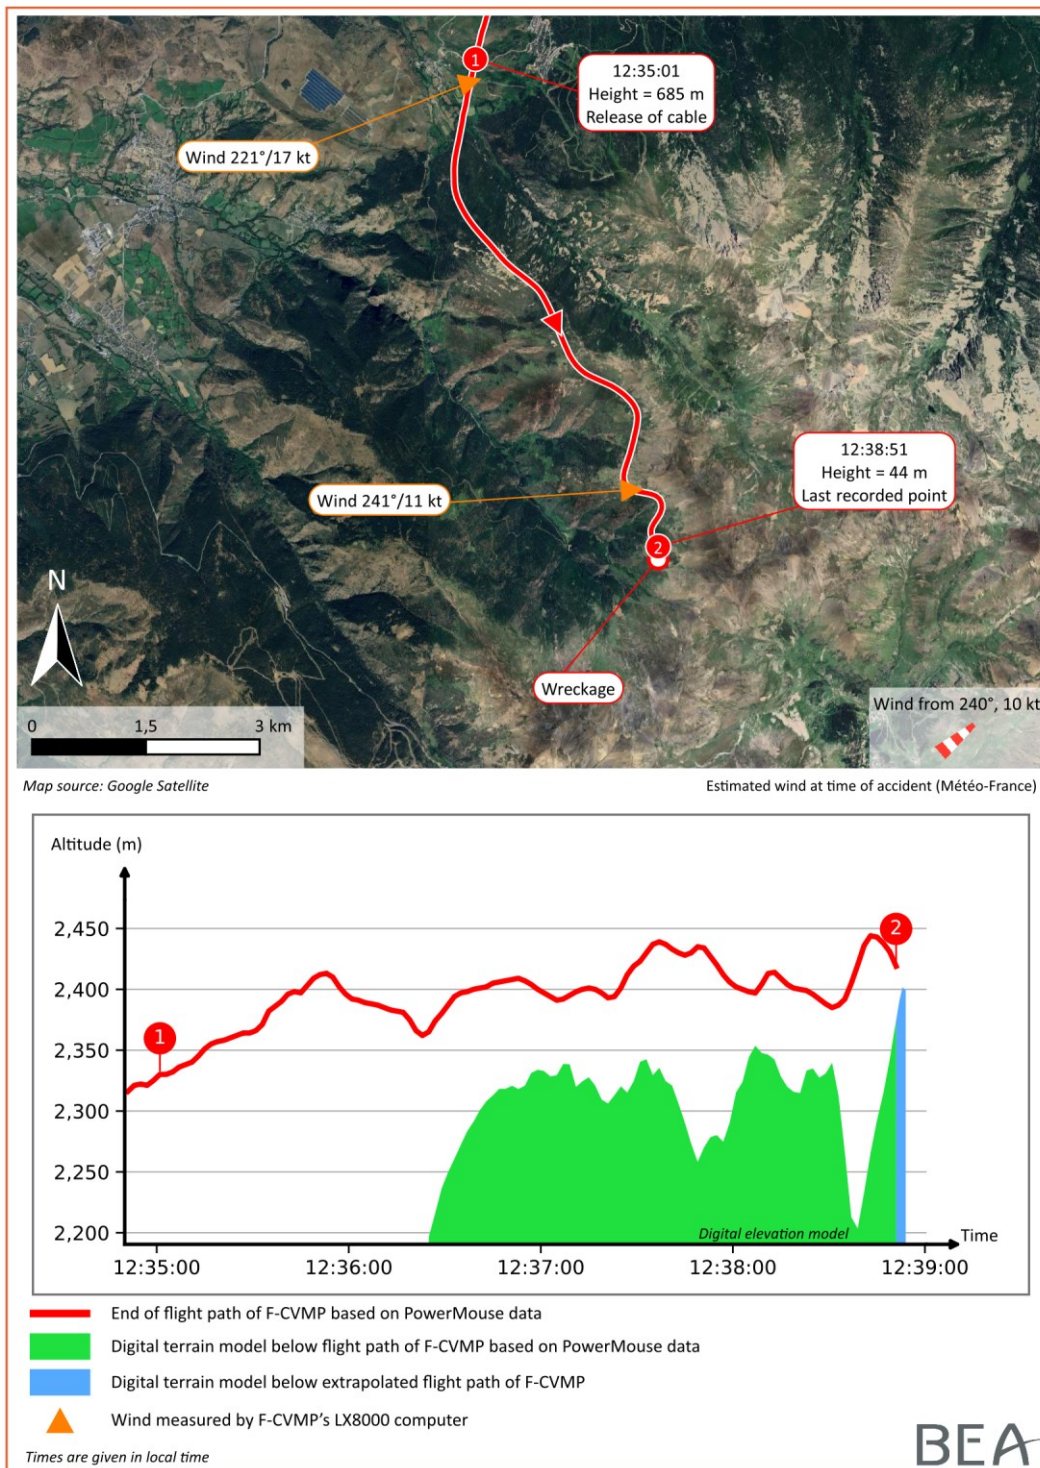 1
12:35:01
Height = 685 m
Release of cable
Wind 221°/17 kt
12:38:51
Height = 44 m
Last recorded point
Wind 241°/11 kt
2
N
Wreckage
0 1,5 3 km
Wind from 240°, 10 kt
Map source: Google Satellite
Estimated wind at time of accident (Météo-France)
Altitude (m)
2,450
2,400
2,350
2,300
2,250
2,200
1
2
Digital elevation model
Time
12:35:00 12:36:00 12:37:00 12:38:00 12:39:00
End of flight path of F-CVMP based on PowerMouse data
Digital terrain model below flight path of F-CVMP based on PowerMouse data
Digital terrain model below extrapolated flight path of F-CVMP
Wind measured by F-CVMP's LX8000 computer
Times are given in local time
BEA